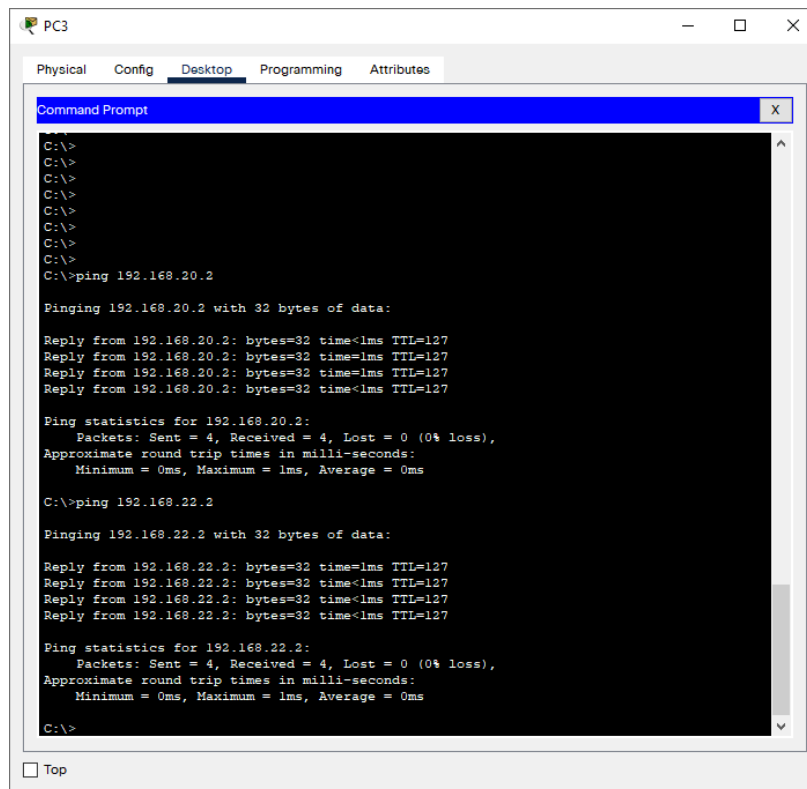 PC3
Physical Config Desktop Programming Attributes
Command Prompt X
C:\>
C:\>
C:\>
C:\>
C:\>
C:\>
C:\>
C:\>
C:\>ping 192.168.20.2
Pinging 192.168.20.2 with 32 bytes of data:
Reply from 192.168.20.2: bytes=32 time<1ms TTL=127
Reply from 192.168.20.2: bytes=32 time=1ms TTL=127
Reply from 192.168.20.2: bytes=32 time=1ms TTL=127
Reply from 192.168.20.2: bytes=32 time<1ms TTL=127
Ping statistics for 192.168.20.2:
Packets: Sent = 4, Received = 4, Lost = 0 (0% loss),
Approximate round trip times in milli-seconds:
Minimum = 0ms, Maximum = 1ms, Average = 0ms
C:\>ping 192.168.22.2
Pinging 192.168.22.2 with 32 bytes of data:
Reply from 192.168.22.2: bytes=32 time=1ms TTL=127
Reply from 192.168.22.2: bytes=32 time<1ms TTL=127
Reply from 192.168.22.2: bytes=32 time<1ms TTL=127
Reply from 192.168.22.2: bytes=32 time<1ms TTL=127
Ping statistics for 192.168.22.2:
Packets: Sent = 4, Received = 4, Lost = 0 (0% loss),
Approximate round trip times in milli-seconds:
Minimum = 0ms, Maximum = 1ms, Average = 0ms
C:\>
Top